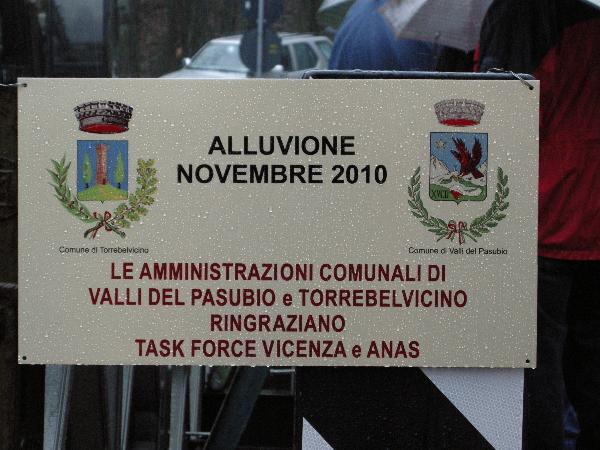 ALLUVIONE
NOVEMBRE 2010
XVIII
Comune di Torrebelvicino
Comune di Valli del Pasubio
LE AMMINISTRAZIONI COMUNALI DI
VALLI DEL PASUBIO e TORREBELVICINO
RINGRAZIANO
TASK FORCE VICENZA e ANAS